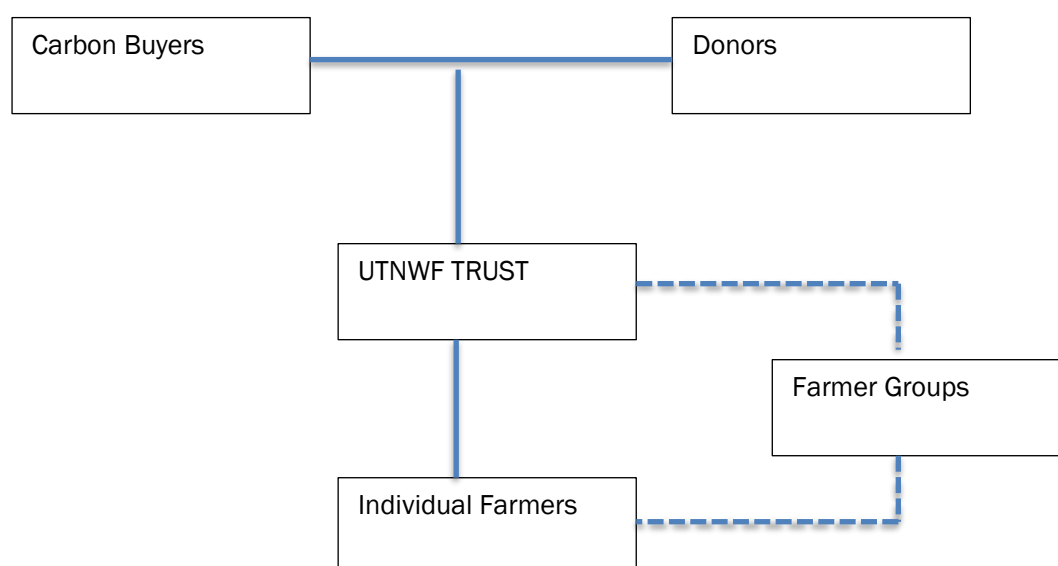 Carbon Buyers
Donors
UTNWF TRUST
Farmer Groups
Individual Farmers